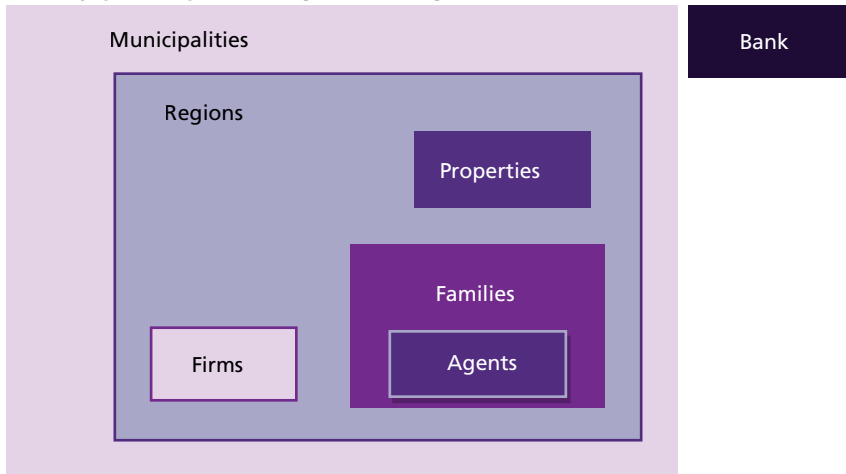 Municipalities
Bank
Regions
Properties
Families
Firms
Agents